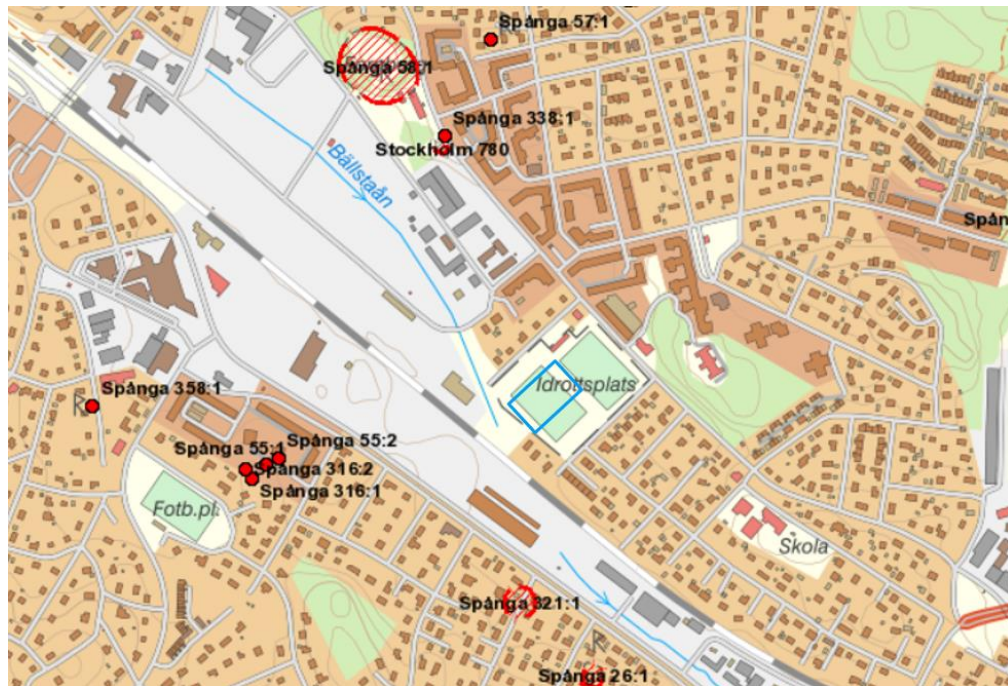 Spånga 57:1
Spånga 58:1
Spånga 338:1
Stockholm 780
Bällstaån
Spån
Idrottsplats
Spånga 358:1
R
Spånga 55:2
Spånga 55:1
Spånga 316:2
Spånga 316:1
Fotb.pl.
Skola
Spånga 321:1
R
Spånga 26:1